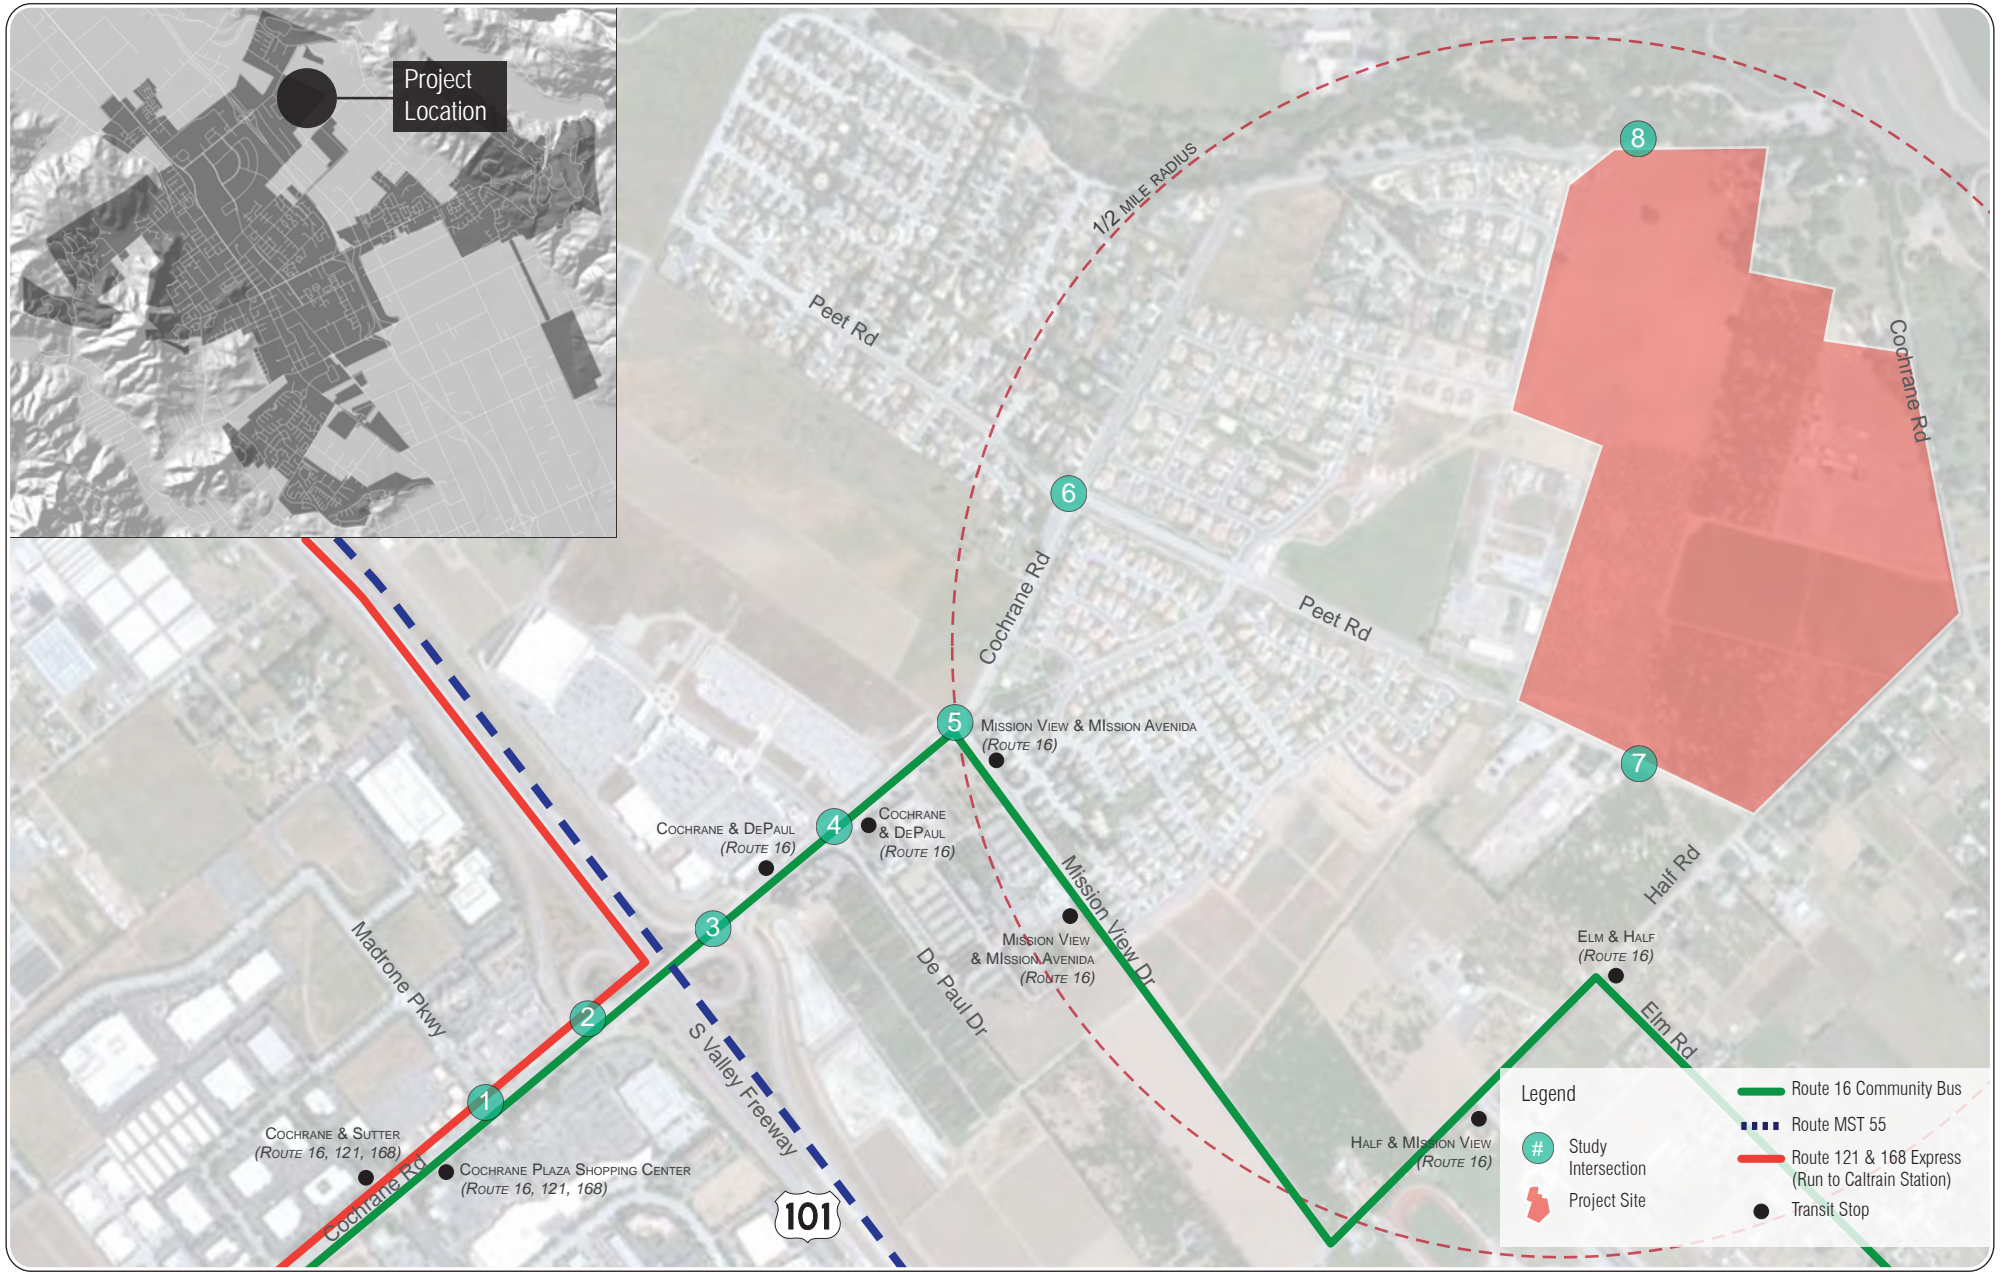 Project
Location
1/2 MILE RADIUS
8
Peet Rd
Cochrane Rd
6
Cochrane Rd
Peet Rd
5
MISSION VIEW & MISSION AVENIDA
(ROUTE 16)
7
4
COCHRANE
& DEPAUL
(ROUTE 16)
COCHRANE & DEPAUL
(ROUTE 16)
3
Mission View Dr
Half Rd
Madrone Pkwy
De Paul Dr
MISSION VIEW
& MISSION AVENIDA
(ROUTE 16)
ELM & HALF
(ROUTE 16)
Elm Rd
2
S Valley Freeway
1
COCHRANE & SUTTER
(ROUTE 16, 121, 168)
COCHRANE PLAZA SHOPPING CENTER
(ROUTE 16, 121, 168)
Cochrane Rd
101
HALF & MISSION VIEW
(ROUTE 16)
Legend
#
Study
Intersection
Project Site
Route 16 Community Bus
Route MST 55
Route 121 & 168 Express
(Run to Caltrain Station)
Transit Stop